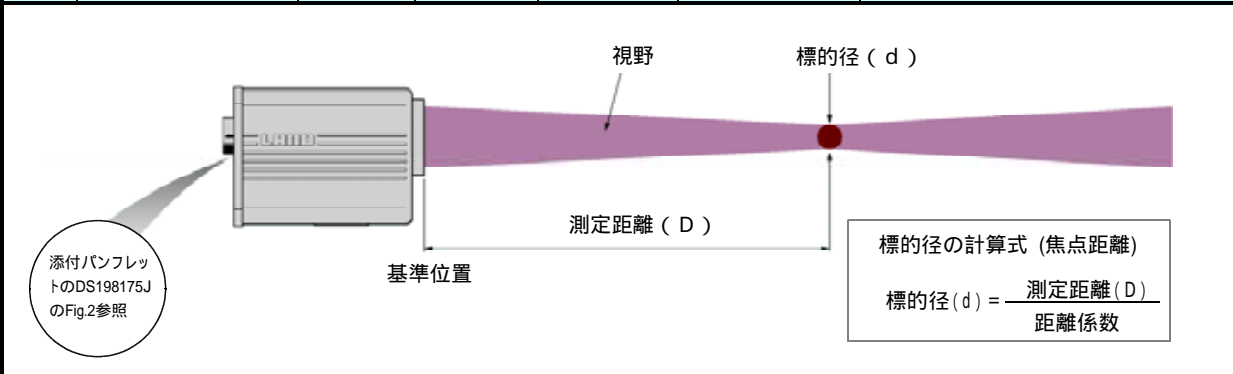 視野
標的径 ( d )
LAND
測定距離 ( D )
基準位置
添付パンフレッ
トのDS198175J
のFig.2参照
標的径の計算式 (焦点距離)
標的径(d) = 測定距離(D)
距離係数